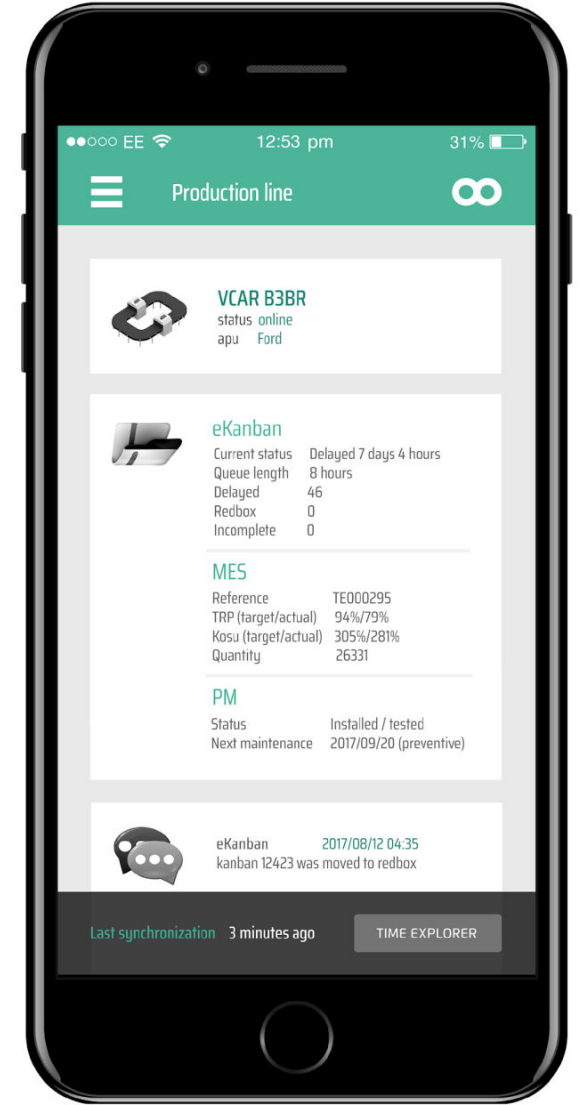 EE 12:53 pm 31%
Production line
VCAR B3BR
status online
apu Ford
eKanban
Current status Delayed 7 days 4 hours
Queue length 8 hours
Delayed 46
Redbox 0
Incomplete 0
MES
Reference TE000295
TRP (target/actual) 94%/79%
Kosu (target/actual) 305%/281%
Quantity 26331
PM
Status Installed / tested
Next maintenance 2017/09/20 (preventive)
eKanban 2017/08/12 04:35
kanban 12423 was moved to redbox
Last synchronization 3 minutes ago TIME EXPLORER